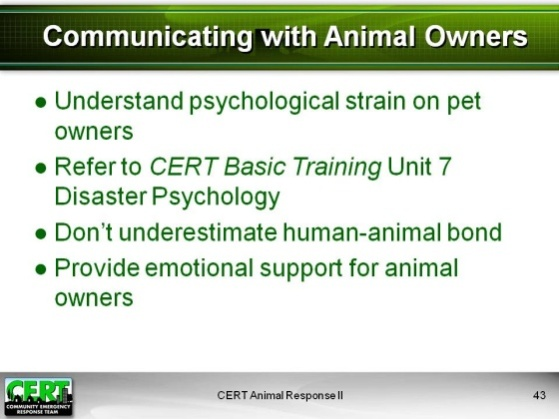 Communicating with Animal Owners
● Understand psychological strain on pet
owners
● Refer to CERT Basic Training Unit 7
Disaster Psychology
● Don't underestimate human-animal bond
● Provide emotional support for animal
owners
CERT
COMMUNITY EMERGENCY
RESPONSE TEAM
CERT Animal Response II
43